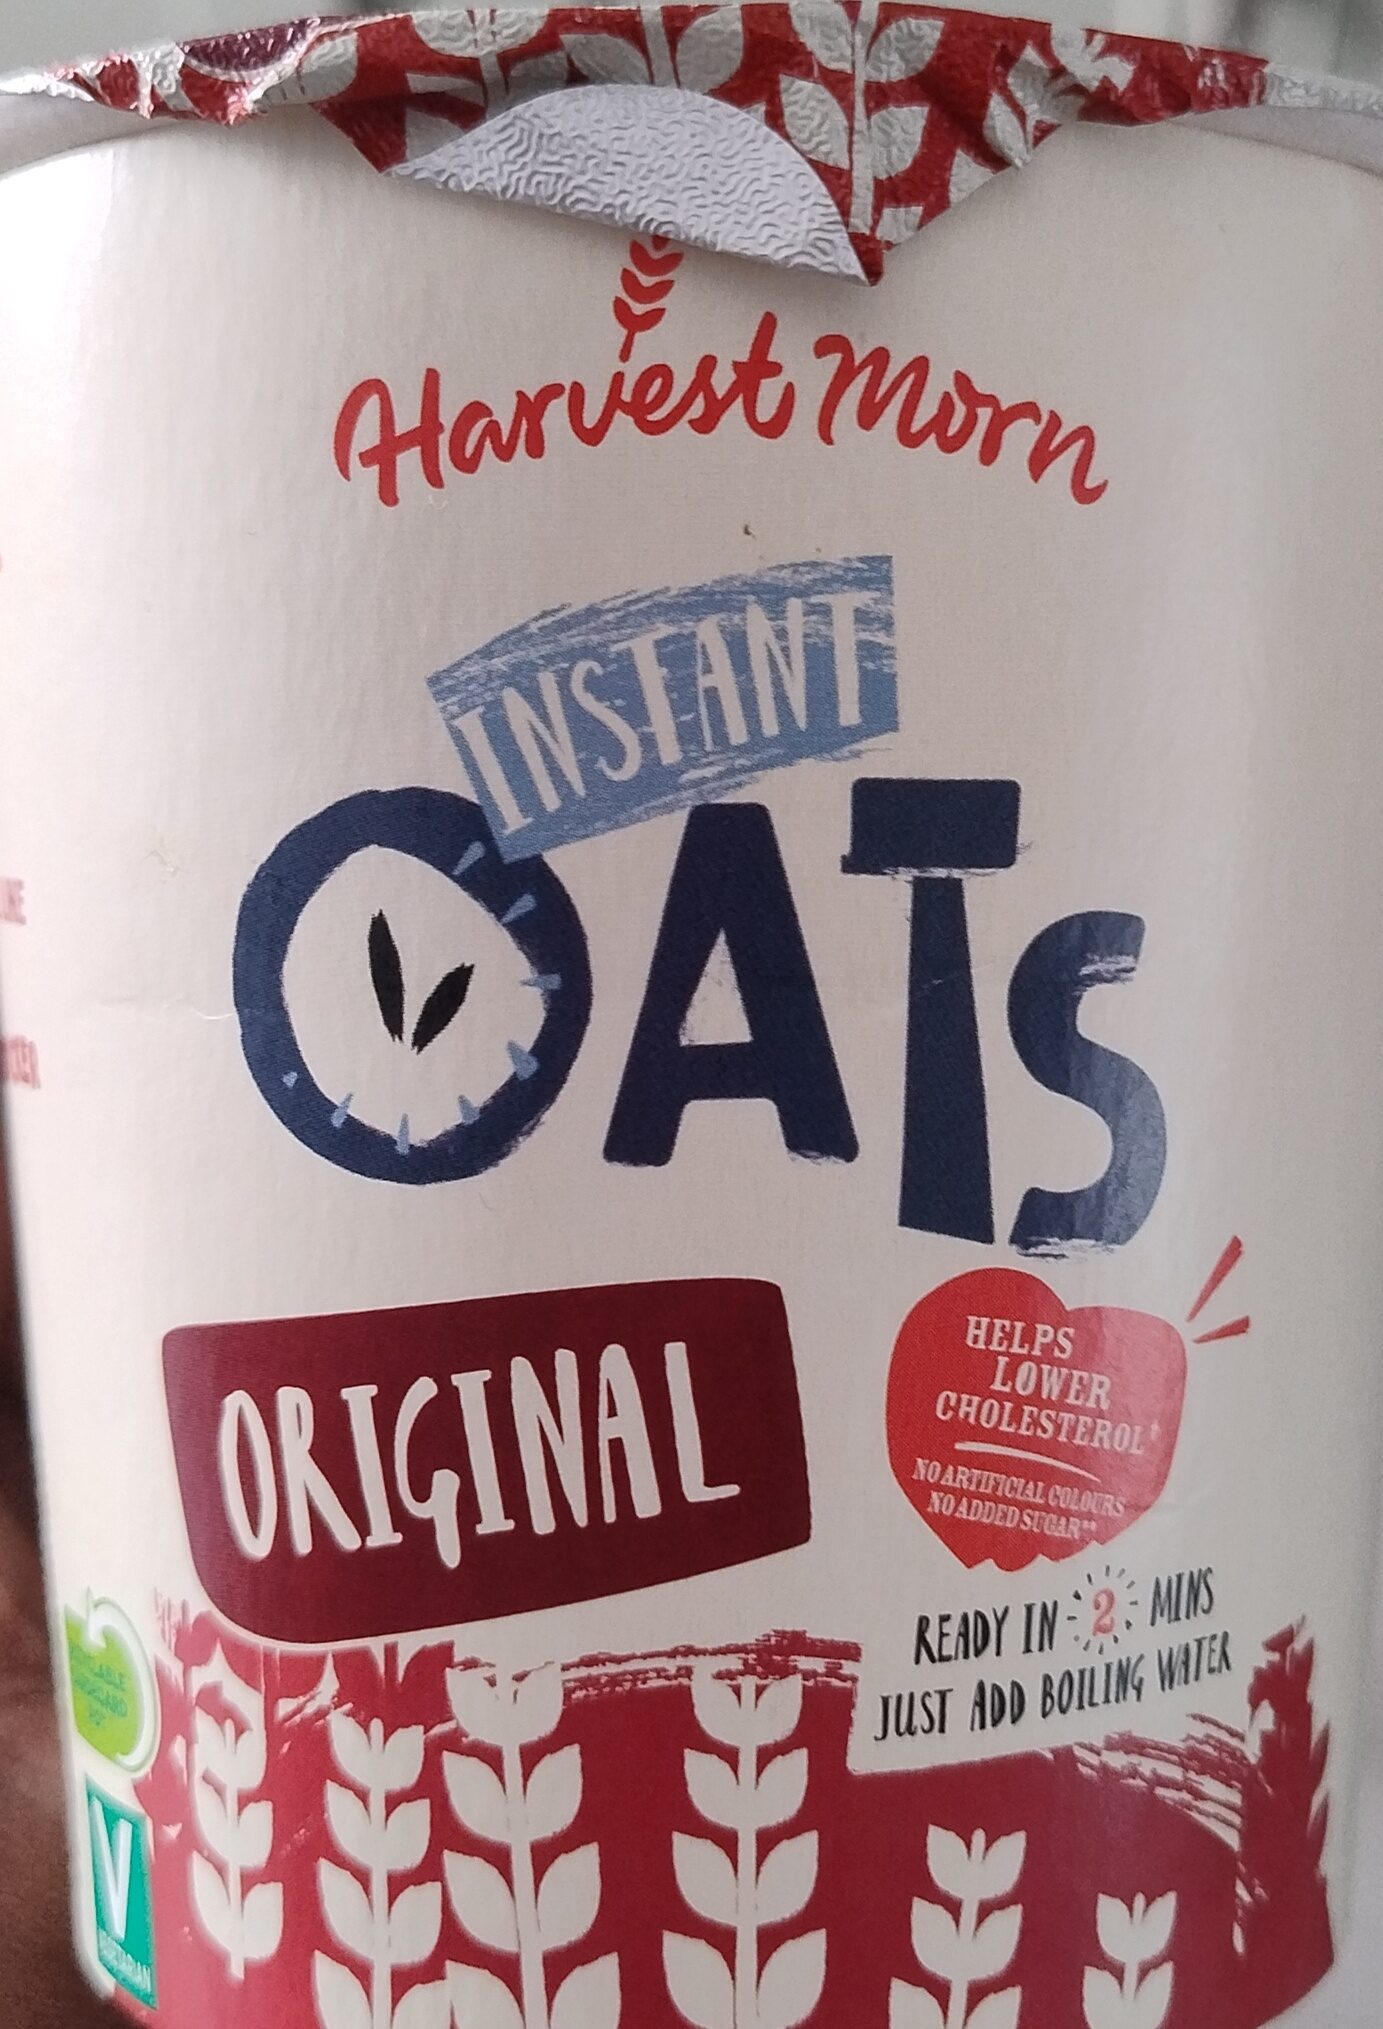 Harvest Morn
INSTANT
OATS
ORIGINAL
HELPS
LOWER
CHOLESTEROL*
NO ARTIFICIAL COLOURS
NO ADDED SUGAR**
READY IN 2 MINS
JUST ADD BOILING WATER
V
VEGETARIAN